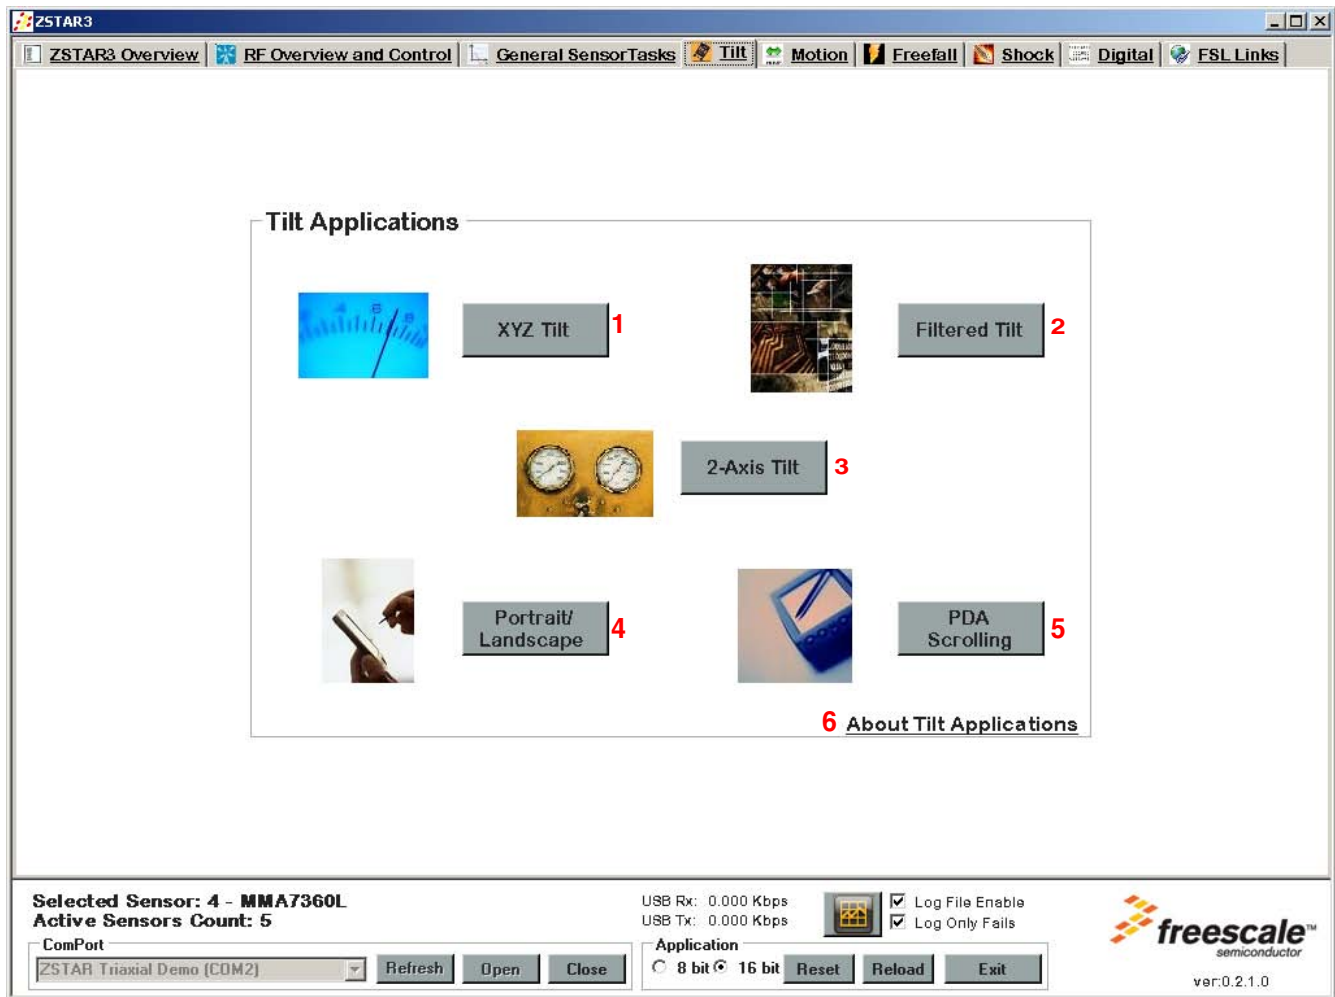 ZSTAR3
ZSTAR3 Overview RF Overview and Control General SensorTasks Tilt Motion Freefall Shock Digital FSL Links
Tilt Applications
XYZ Tilt 1
Filtered Tilt 2
2-Axis Tilt 3
Portrait/
Landscape 4
PDA
Scrolling 5
6 About Tilt Applications
Selected Sensor: 4 - MMA7360L
Active Sensors Count: 5
ComPort
ZSTAR Triaxial Demo (COM2) Refresh Open Close
USB Rx: 0.000 Kbps
USB Tx: 0.000 Kbps
Log File Enable
Log Only Fails
Application
8 bit 16 bit Reset Reload Exit
freescale™
semiconductor
ver:0.2.1.0